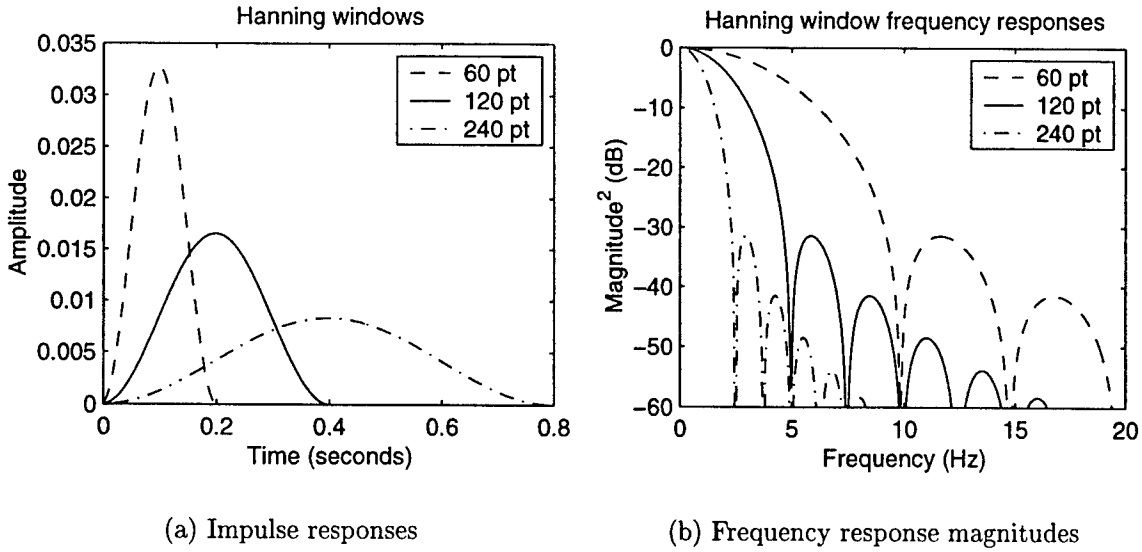 Hanning windows
0.035
0.03
0.025
0.02
0.015
0.01
0.005
0
Amplitude
60 pt
120 pt
240 pt
0
0.2
0.4
0.6
0.8
Time (seconds)
(a) Impulse responses
Hanning window frequency responses
0
−10
−20
−30
−40
−50
−60
Magnitude² (dB)
60 pt
120 pt
240 pt
0
5
10
15
20
Frequency (Hz)
(b) Frequency response magnitudes